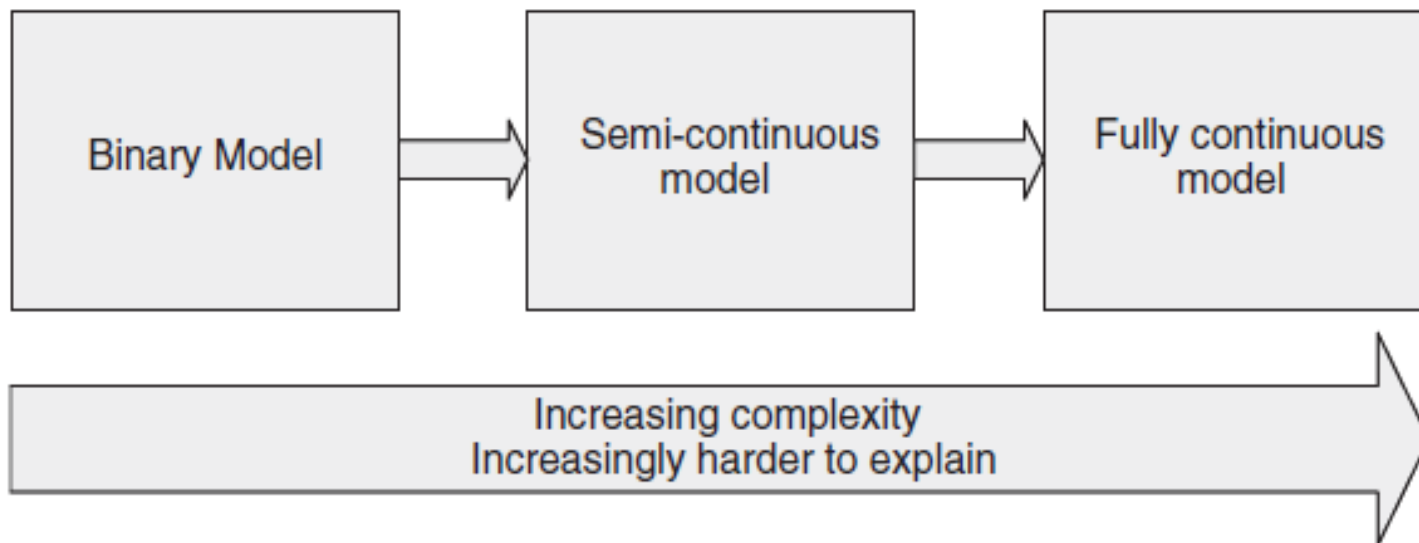 Binary Model
Semi-continuous
model
Fully continuous
model
Increasing complexity
Increasingly harder to explain